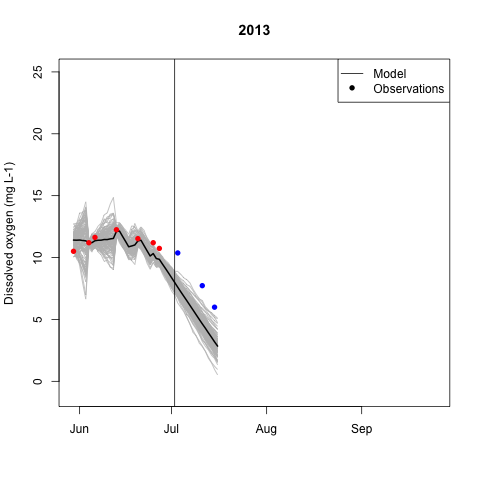 2013
Dissolved oxygen (mg L-1)
25
20
15
10
5
0
Model
Observations
Jun
Jul
Aug
Sep